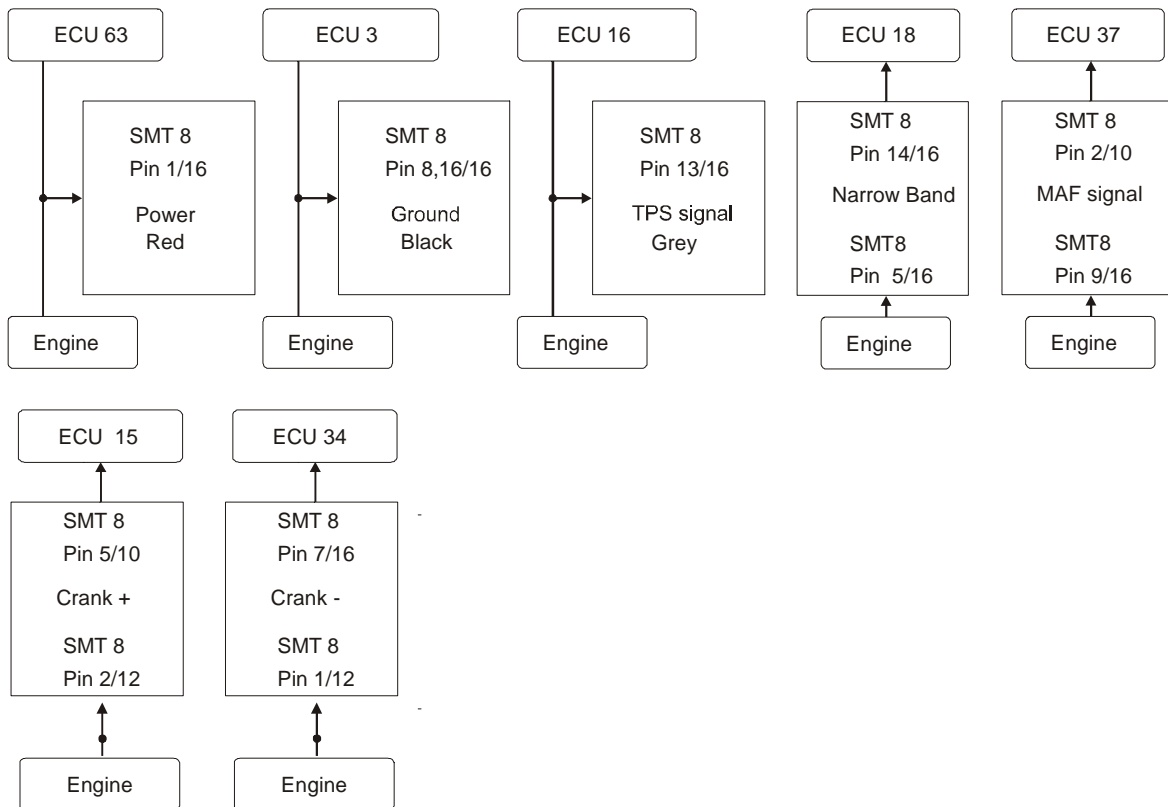 ECU 63
SMT 8
Pin 1/16
Power
Red
Engine
ECU 3
SMT 8
Pin 8,16/16
Ground
Black
Engine
ECU 16
SMT 8
Pin 13/16
TPS signal
Grey
Engine
ECU 18
SMT 8
Pin 14/16
Narrow Band
SMT8
Pin 5/16
Engine
ECU 37
SMT 8
Pin 2/10
MAF signal
SMT8
Pin 9/16
Engine
ECU 15
SMT 8
Pin 5/10
Crank +
SMT 8
Pin 2/12
Engine
ECU 34
SMT 8
Pin 7/16
Crank -
SMT 8
Pin 1/12
Engine
-
-